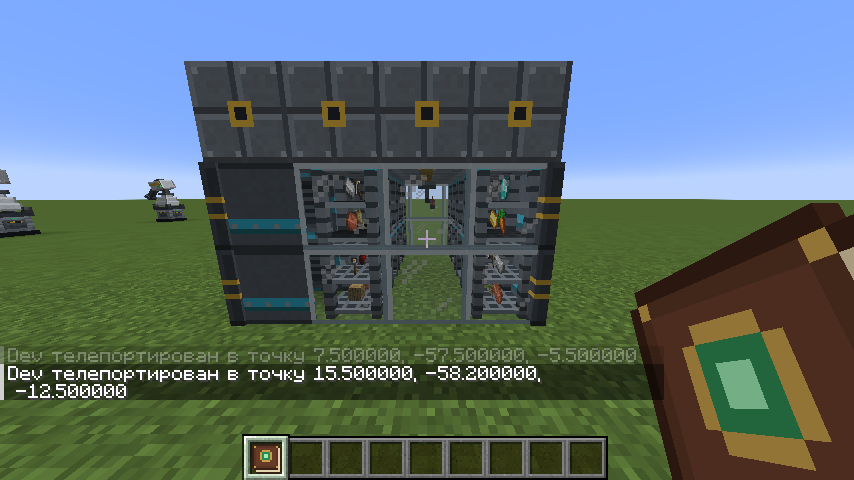 Dev телепортирован в точку 7.500000, -57.500000, -5.500000
Dev телепортирован в точку 15.500000, -58.200000,
-12.500000